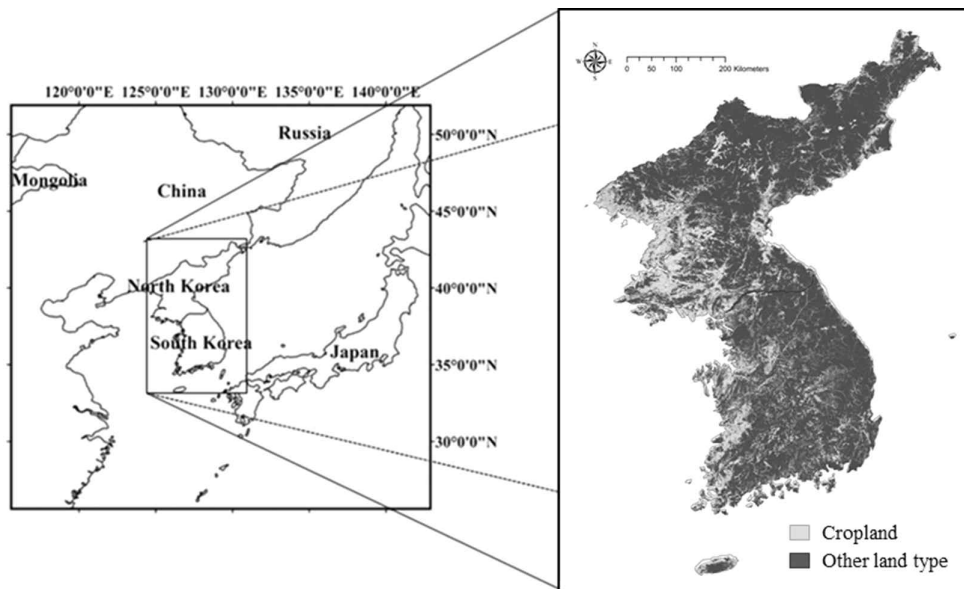 120°0'0"E 125°0'0"E 130°0'0"E 135°0'0"E 140°0'0"E
Russia
50°0'0"N
Mongolia
China
45°0'0"N
North Korea
40°0'0"N
South Korea
Japan
35°0'0"N
30°0'0"N
N
W E
S
0 50 100 200 Kilometers
Cropland
Other land type